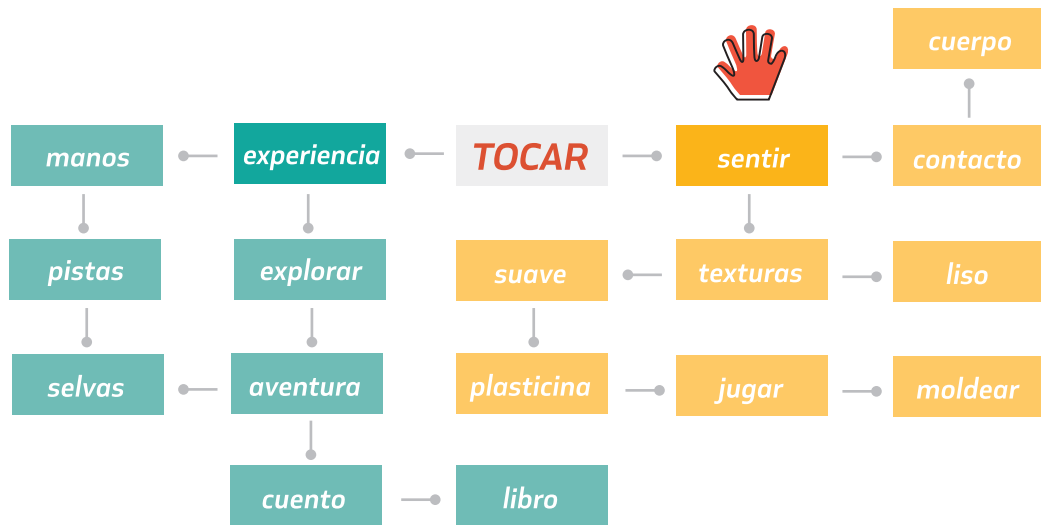 cuerpo
manos
experiencia
TOCAR
sentir
contacto
pistas
explorar
suave
texturas
liso
selvas
aventura
plasticina
jugar
moldear
cuento
libro